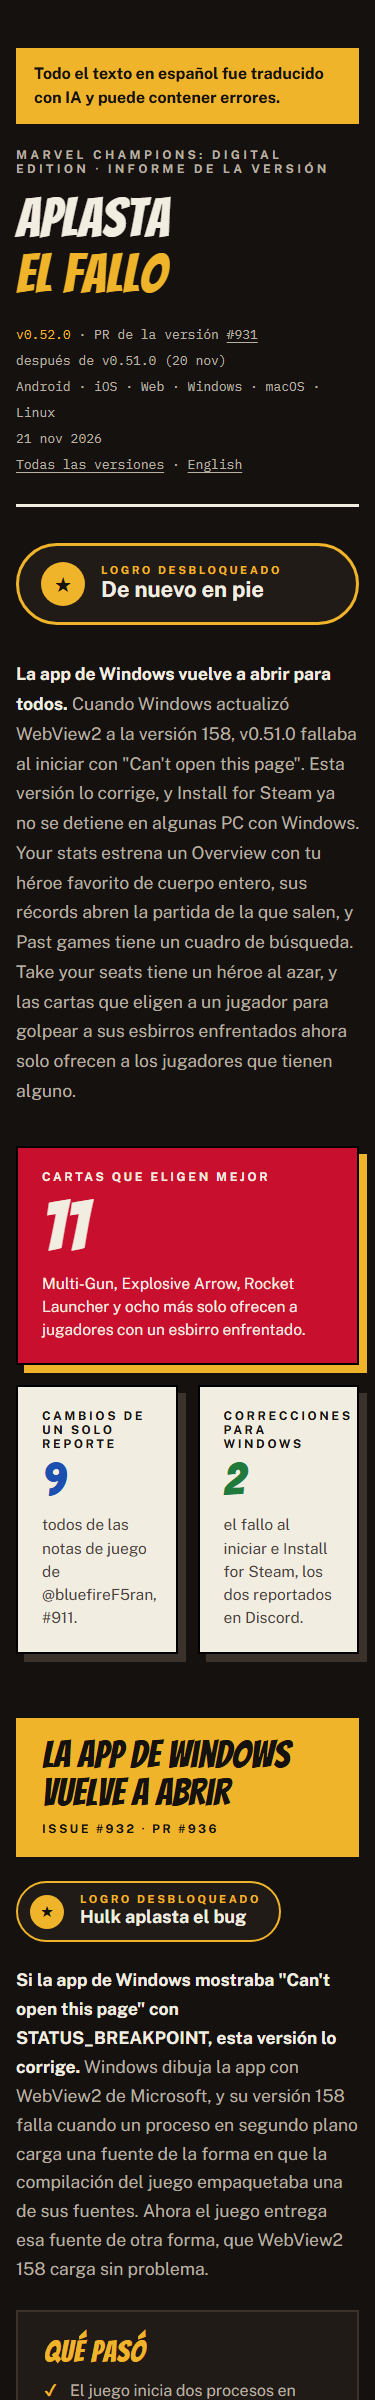 Todo el texto en español fue traducido
con IA y puede contener errores.
MARVEL CHAMPIONS: DIGITAL
EDITION · INFORME DE LA VERSIÓN
APLASTA
EL FALLO
v0.52.0 · PR de la versión #931
después de v0.51.0 (20 nov)
Android · iOS · Web · Windows · macOS ·
Linux
21 nov 2026
Todas las versiones · English
LOGRO DESBLOQUEADO
★ De nuevo en pie
La app de Windows vuelve a abrir para
todos. Cuando Windows actualizó
WebView2 a la versión 158, v0.51.0 fallaba
al iniciar con "Can't open this page". Esta
versión lo corrige, y Install for Steam ya
no se detiene en algunas PC con Windows.
Your stats estrena un Overview con tu
héroe favorito de cuerpo entero, sus
récords abren la partida de la que salen, y
Past games tiene un cuadro de búsqueda.
Take your seats tiene un héroe al azar, y
las cartas que eligen a un jugador para
golpear a sus esbirros enfrentados ahora
solo ofrecen a los jugadores que tienen
alguno.
CARTAS QUE ELIGEN MEJOR
11
Multi-Gun, Explosive Arrow, Rocket
Launcher y ocho más solo ofrecen a
jugadores con un esbirro enfrentado.
CAMBIOS DE
UN SOLO
REPORTE
9
todos de las
notas de juego
de
@bluefireF5ran,
#911.
CORRECCIONES
PARA
WINDOWS
2
el fallo al
iniciar e Install
for Steam, los
dos reportados
en Discord.
LA APP DE WINDOWS
VUELVE A ABRIR
ISSUE #932 · PR #936
LOGRO DESBLOQUEADO
★ Hulk aplasta el bug
Si la app de Windows mostraba "Can't
open this page" con
STATUS_BREAKPOINT, esta versión lo
corrige. Windows dibuja la app con
WebView2 de Microsoft, y su versión 158
falla cuando un proceso en segundo plano
carga una fuente de la forma en que la
compilación del juego empaquetaba una
de sus fuentes. Ahora el juego entrega
esa fuente de otra forma, que WebView2
158 carga sin problema.
QUÉ PASÓ
✓ El juego inicia dos procesos en